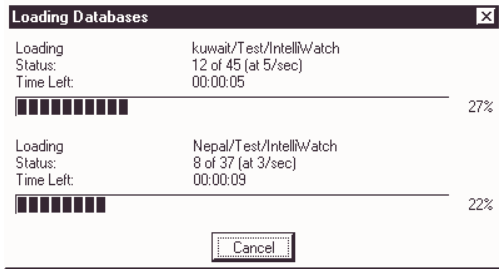 Loading Databases
Loading kuwait/Test/IntelliWatch
Status: 12 of 45 (at 5/sec)
Time Left: 00:00:05
27%
Loading Nepal/Test/IntelliWatch
Status: 8 of 37 (at 3/sec)
Time Left: 00:00:09
22%
Cancel